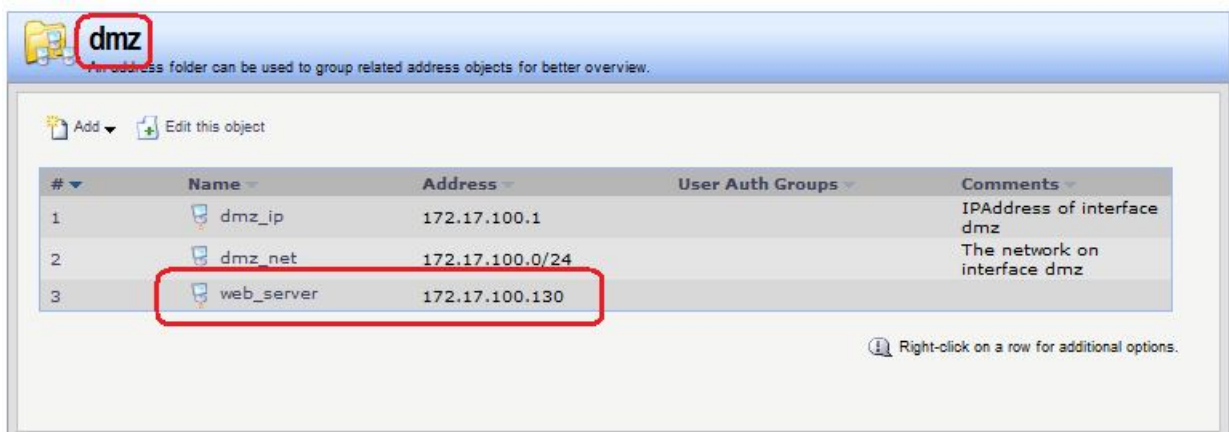 dmz
An address folder can be used to group related address objects for better overview.
Add Edit this object
# Name Address User Auth Groups Comments
1 dmz_ip 172.17.100.1 IPAddress of interface dmz
2 dmz_net 172.17.100.0/24 The network on interface dmz
3 web_server 172.17.100.130
Right-click on a row for additional options.